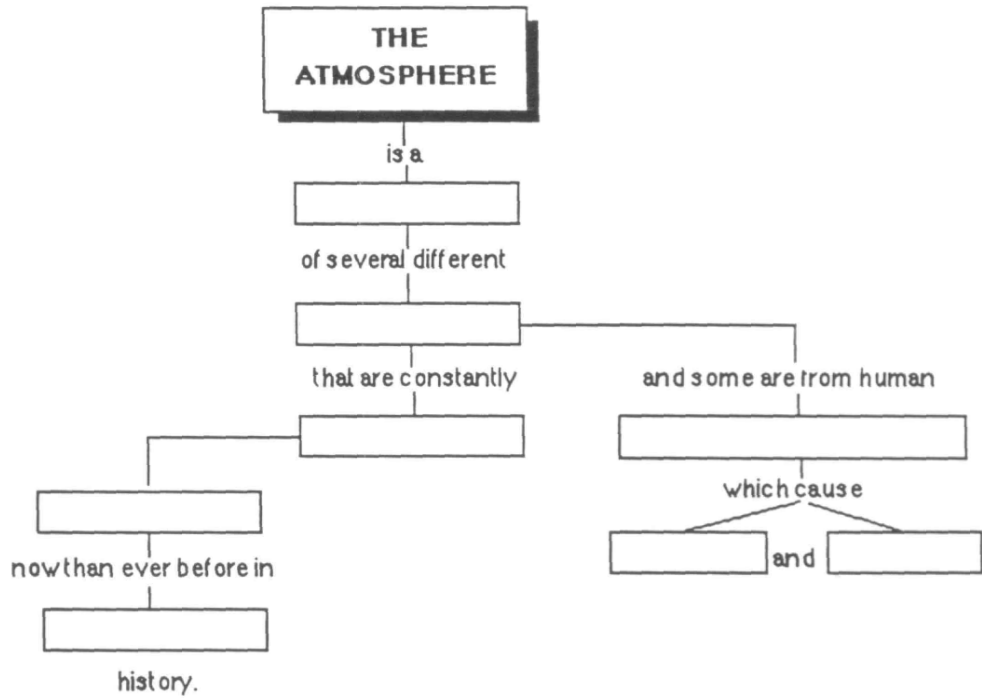 THE
ATMOSPHERE
is a
of several different
that are constantly
and some are from human
which cause
and
now than ever before in
history.